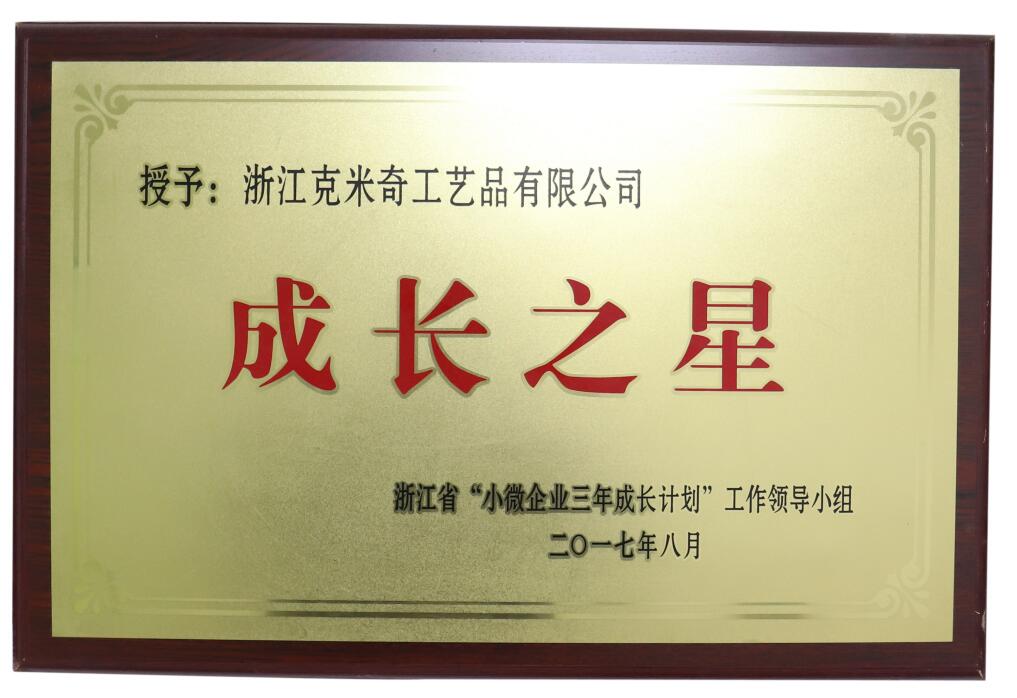 授予：浙江克米奇工艺品有限公司
成长之星
浙江省“小微企业三年成长计划”工作领导小组
二〇一七年八月